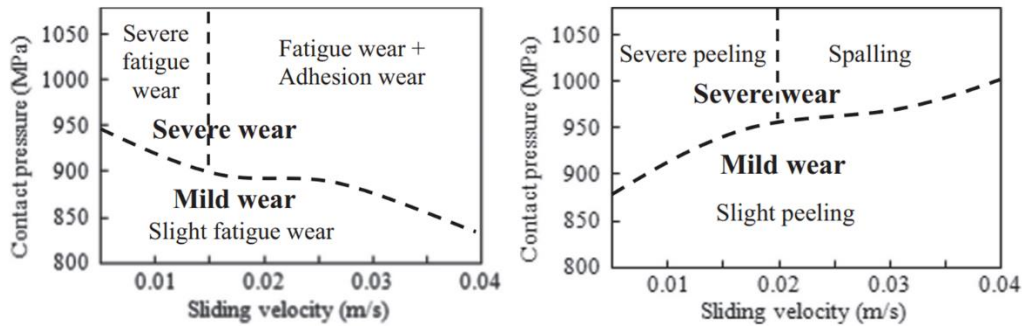 Contact pressure (MPa)
1050
1000
950
900
850
800
Severe
fatigue
wear
Fatigue wear +
Adhesion wear
Severe wear
Mild wear
Slight fatigue wear
0.01
0.02
0.03
0.04
Sliding velocity (m/s)
Contact pressure (MPa)
1050
1000
950
900
850
800
Severe peeling
Spalling
Severe wear
Mild wear
Slight peeling
0.01
0.02
0.03
0.04
Sliding velocity (m/s)